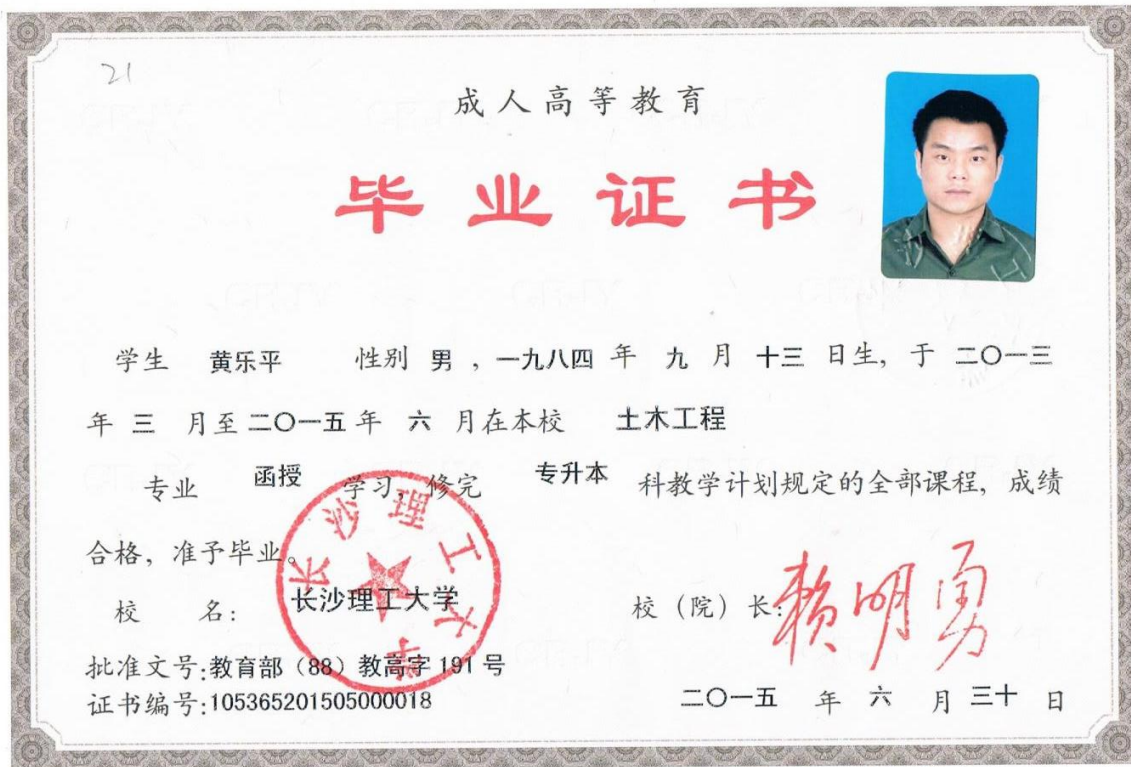 21
成人高等教育
毕业证书
学生 黄乐平 性别 男 ，一九八四 年 九 月 十三 日生，于 二〇一三
年 三 月至 二〇一五 年 六 月在本校 土木工程
专业 函授 学习，修完 专升本 科教学计划规定的全部课程，成绩
合格，准予毕业。
校 名： 长沙理工大学 校（院）长： 赖明勇
长沙理工大学
批准文号：教育部（88）教高字 191 号
证书编号：105365201505000018 二〇一五 年 六 月 三十 日